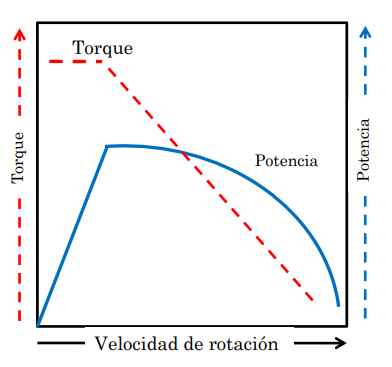 Torque
Torque
Potencia
Potencia
Velocidad de rotación